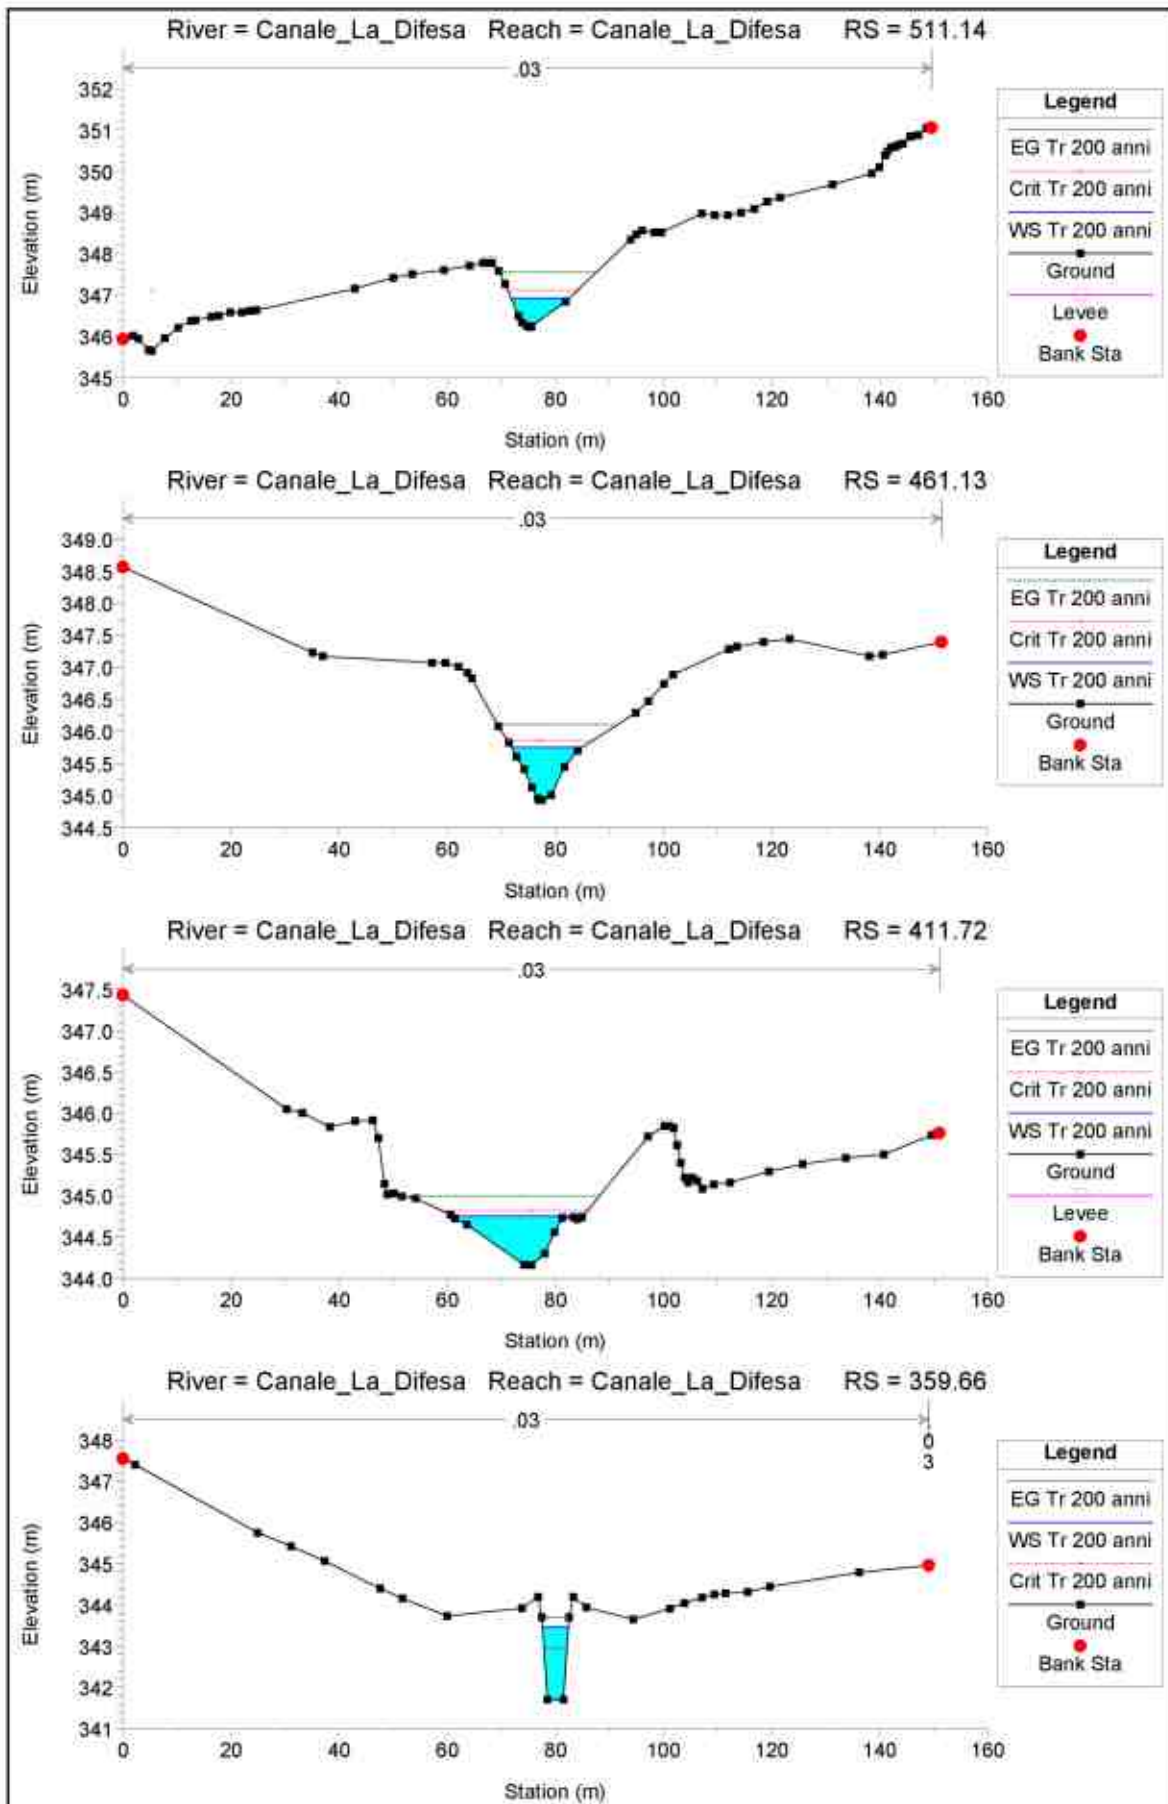 River = Canale_La_Difesa Reach = Canale_La_Difesa RS = 511.14
.03
352
351
350
349
348
347
346
345
Elevation (m)
0 20 40 60 80 100 120 140 160
Station (m)
Legend
EG Tr 200 anni
Crit Tr 200 anni
WS Tr 200 anni
Ground
Levee
Bank Sta
River = Canale_La_Difesa Reach = Canale_La_Difesa RS = 461.13
.03
349.0
348.5
348.0
347.5
347.0
346.5
346.0
345.5
345.0
344.5
Elevation (m)
0 20 40 60 80 100 120 140 160
Station (m)
Legend
EG Tr 200 anni
Crit Tr 200 anni
WS Tr 200 anni
Ground
Bank Sta
River = Canale_La_Difesa Reach = Canale_La_Difesa RS = 411.72
.03
347.5
347.0
346.5
346.0
345.5
345.0
344.5
344.0
Elevation (m)
0 20 40 60 80 100 120 140 160
Station (m)
Legend
EG Tr 200 anni
Crit Tr 200 anni
WS Tr 200 anni
Ground
Levee
Bank Sta
River = Canale_La_Difesa Reach = Canale_La_Difesa RS = 359.66
.03
.
0
3
348
347
346
345
344
343
342
341
Elevation (m)
0 20 40 60 80 100 120 140 160
Station (m)
Legend
EG Tr 200 anni
WS Tr 200 anni
Crit Tr 200 anni
Ground
Bank Sta